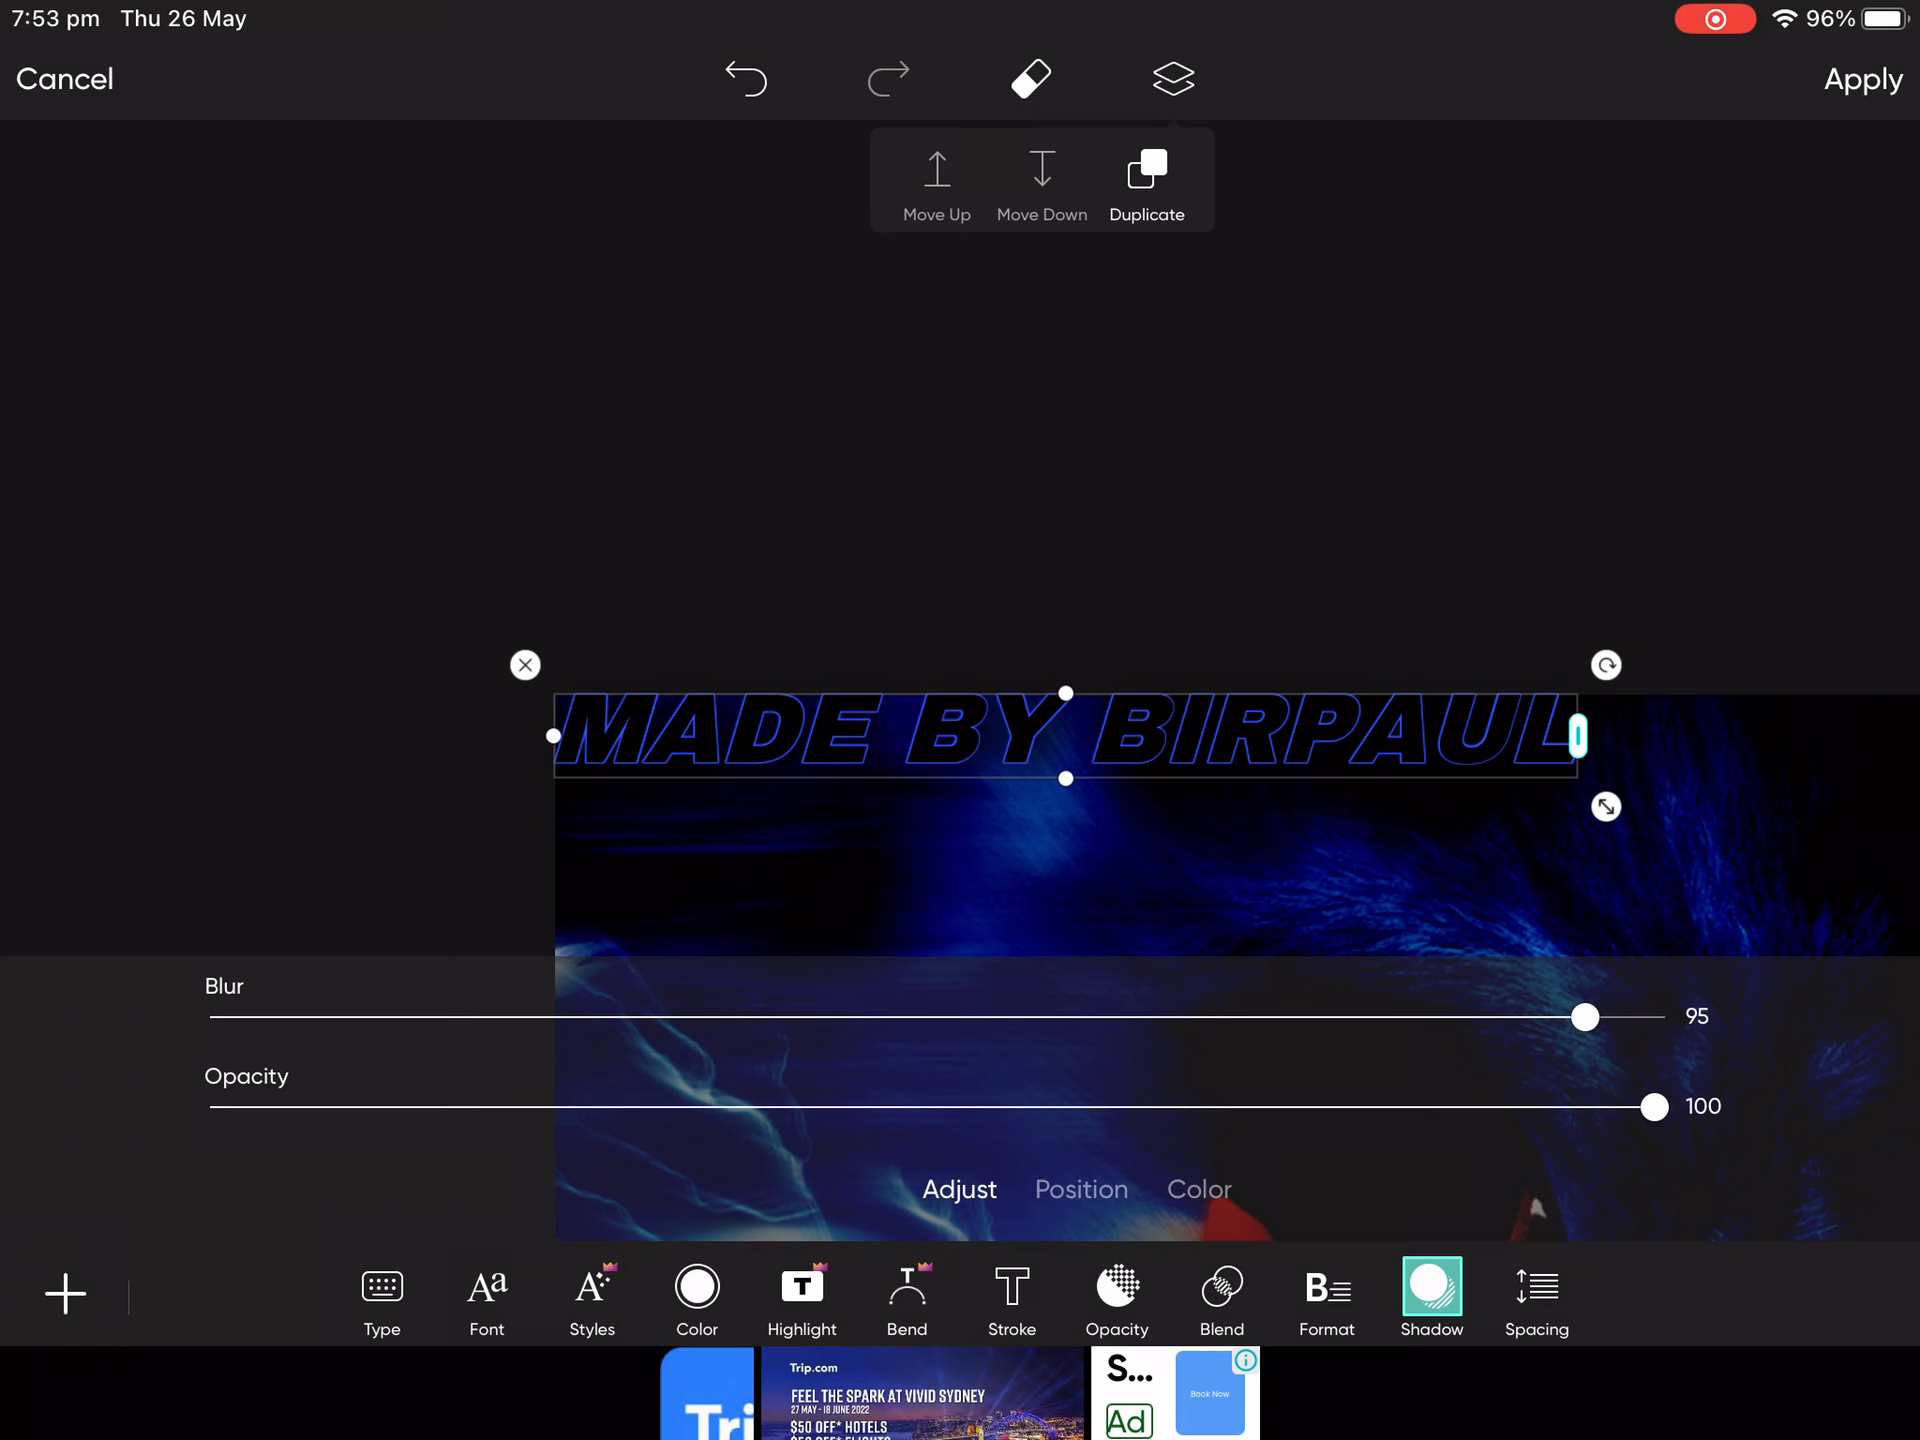 7:53 pm Thu 26 May
96%
Cancel
Apply
Move Up Move Down Duplicate
MADE BY BIRPAUL
Blur
95
Opacity
100
Adjust Position Color
Type Font Styles Color Highlight Bend Stroke Opacity Blend Format Shadow Spacing
Tri
Trip.com
FEEL THE SPARK AT VIVID SYDNEY
27 MAY - 18 JUNE 2022
$50 OFF* HOTELS
S...
Ad
Book Now